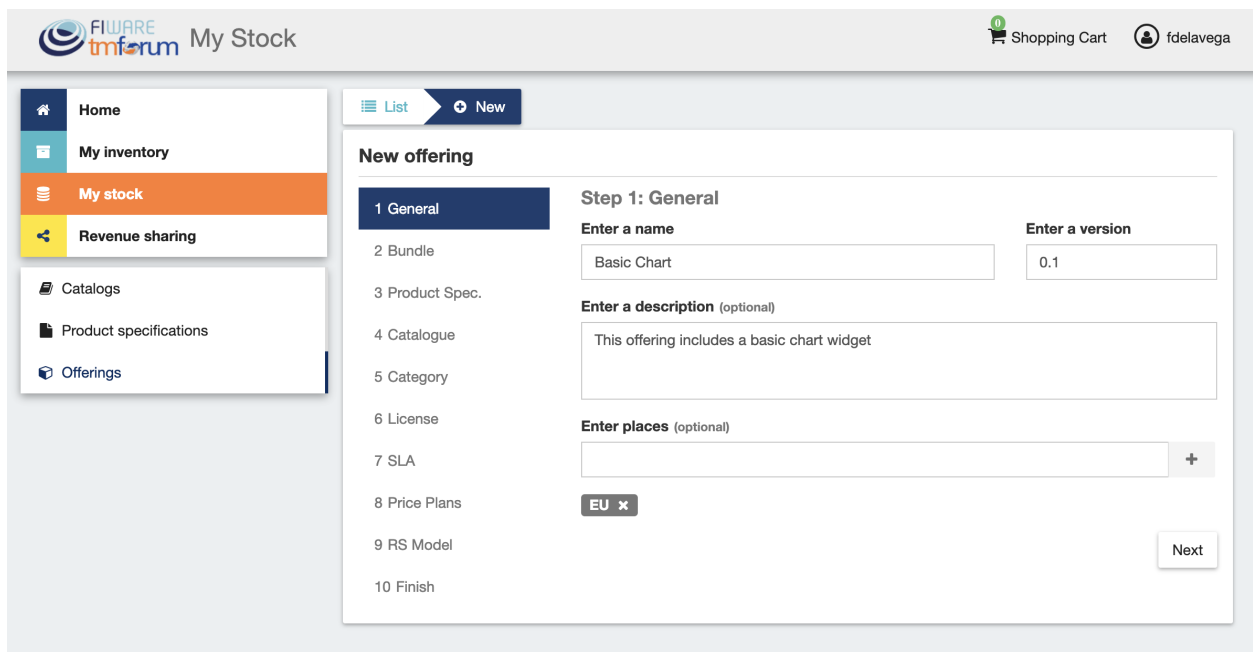 FIWARE
tmforum
My Stock
0
Shopping Cart
fdelavega
Home
My inventory
My stock
Revenue sharing
Catalogs
Product specifications
Offerings
List
New
New offering
1 General
2 Bundle
3 Product Spec.
4 Catalogue
5 Category
6 License
7 SLA
8 Price Plans
9 RS Model
10 Finish
Step 1: General
Enter a name
Enter a version
Basic Chart
0.1
Enter a description (optional)
This offering includes a basic chart widget
Enter places (optional)
EU
Next